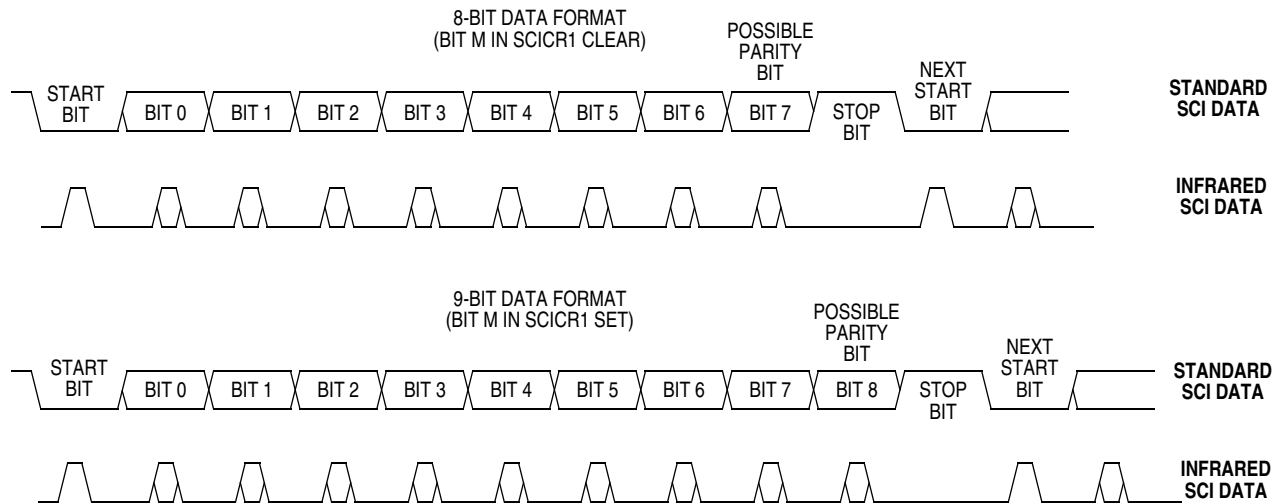 8-BIT DATA FORMAT
(BIT M IN SCICR1 CLEAR)
POSSIBLE
PARITY
BIT
NEXT
START
BIT
START
BIT
BIT 0
BIT 1
BIT 2
BIT 3
BIT 4
BIT 5
BIT 6
BIT 7
STOP
BIT
STANDARD
SCI DATA
INFRARED
SCI DATA
9-BIT DATA FORMAT
(BIT M IN SCICR1 SET)
POSSIBLE
PARITY
BIT
NEXT
START
BIT
START
BIT
BIT 0
BIT 1
BIT 2
BIT 3
BIT 4
BIT 5
BIT 6
BIT 7
BIT 8
STOP
BIT
STANDARD
SCI DATA
INFRARED
SCI DATA